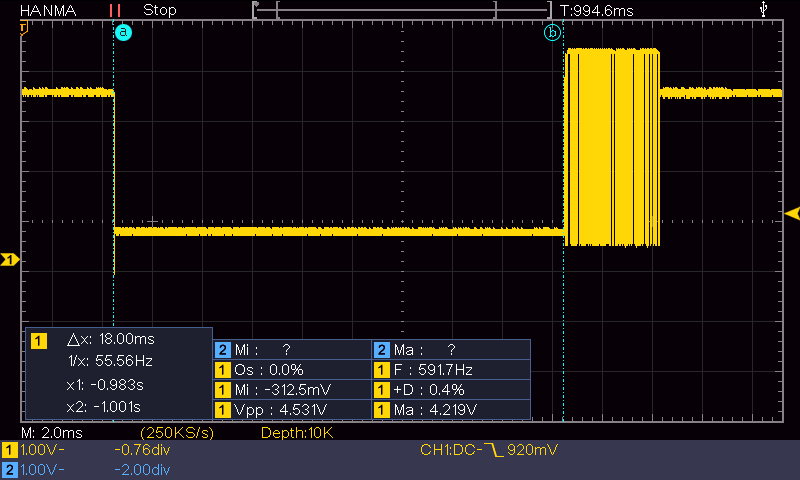 HANMA Stop T:994.6ms
T
a b
1
1 △x: 18.00ms
1/x: 55.56Hz
x1: -0.983s
x2: -1.001s
2 Mi : ? 2 Ma : ?
1 Os : 0.0% 1 F : 591.7Hz
1 Mi : -312.5mV 1 +D : 0.4%
1 Vpp : 4.531V 1 Ma : 4.219V
M: 2.0ms (250KS/s) Depth:10K
1 1.00V- -0.76div CH1:DC- 920mV
2 1.00V- -2.00div